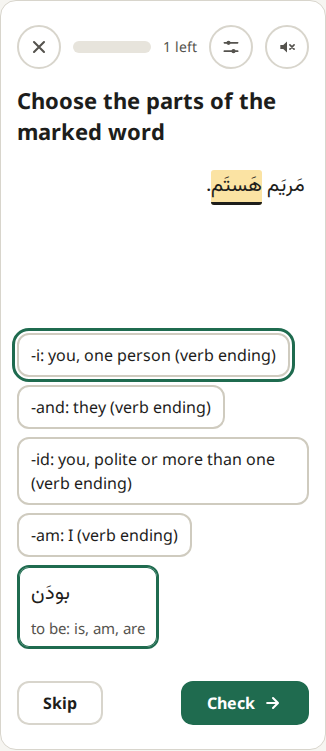 1 left
Choose the parts of the
marked word
مَریَم هَستَم.
-i: you, one person (verb ending)
-and: they (verb ending)
-id: you, polite or more than one
(verb ending)
-am: I (verb ending)
بودَن
to be: is, am, are
Skip
Check